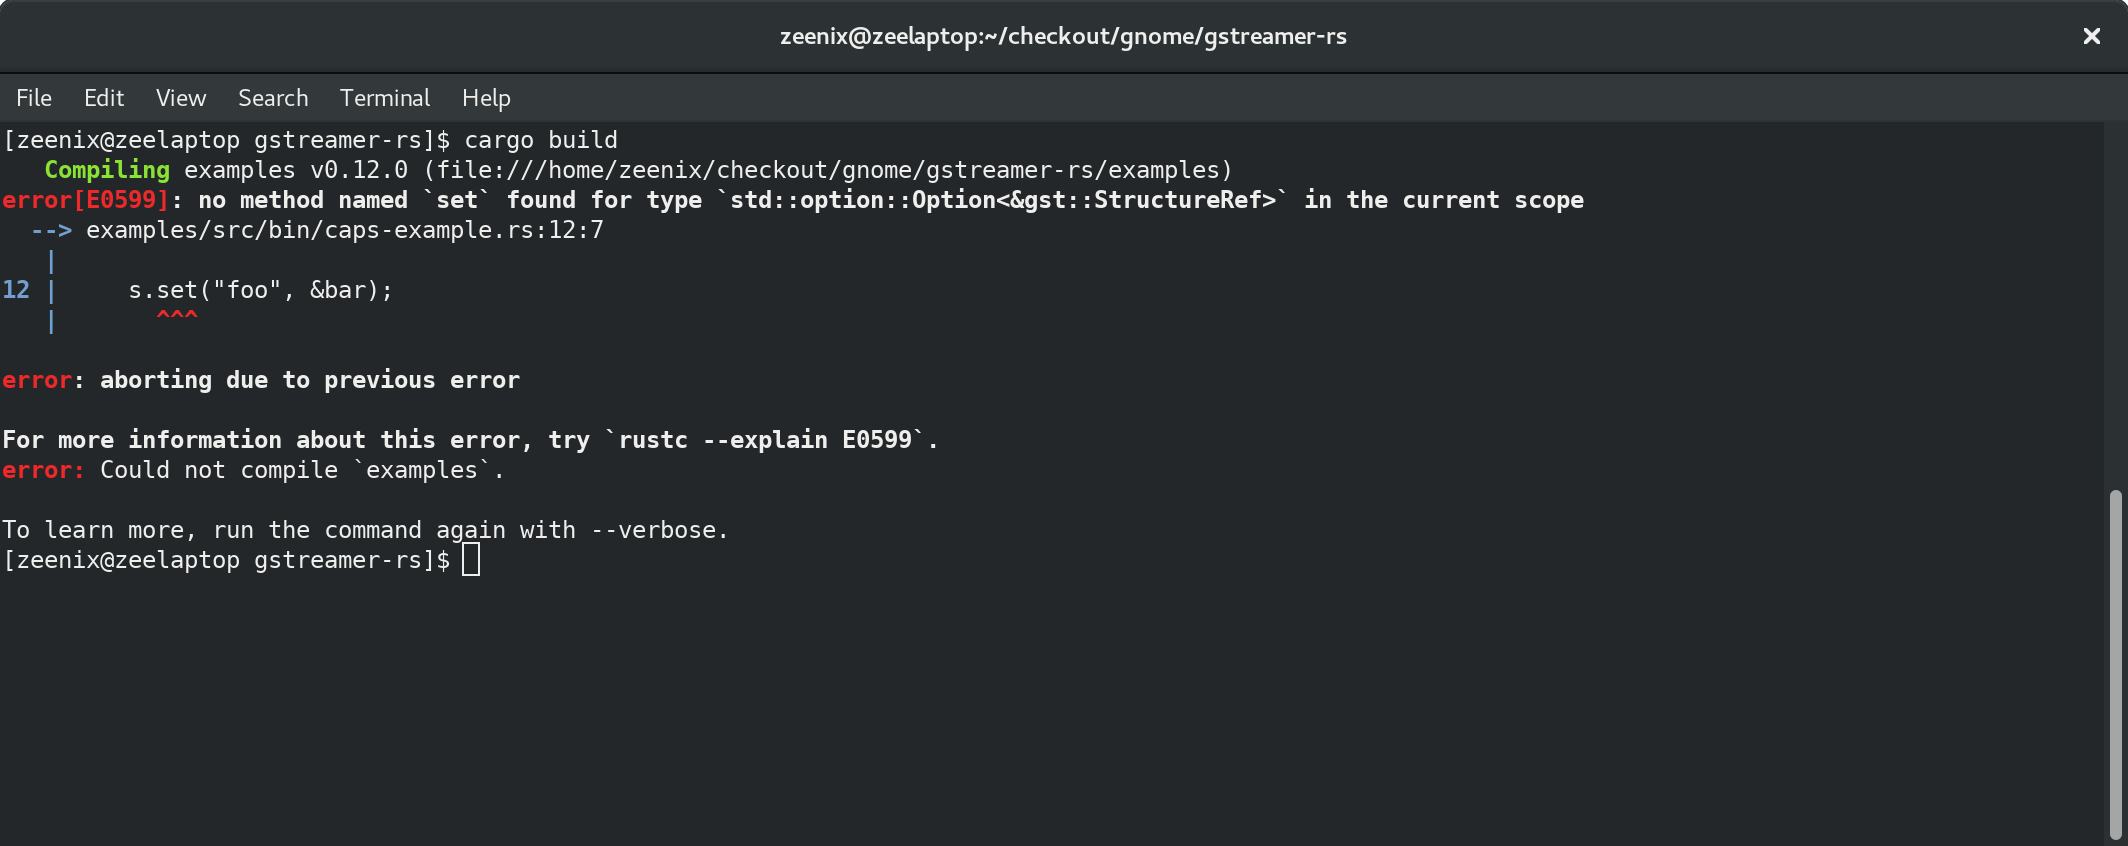 zeenix@zeelaptop:~/checkout/gnome/gstreamer-rs
File Edit View Search Terminal Help
[zeenix@zeelaptop gstreamer-rs]$ cargo build
   Compiling examples v0.12.0 (file:///home/zeenix/checkout/gnome/gstreamer-rs/examples)
error[E0599]: no method named `set` found for type `std::option::Option<&gst::StructureRef>` in the current scope
  --> examples/src/bin/caps-example.rs:12:7
   |
12 |     s.set("foo", &bar);
   |       ^^^
error: aborting due to previous error
For more information about this error, try `rustc --explain E0599`.
error: Could not compile `examples`.
To learn more, run the command again with --verbose.
[zeenix@zeelaptop gstreamer-rs]$